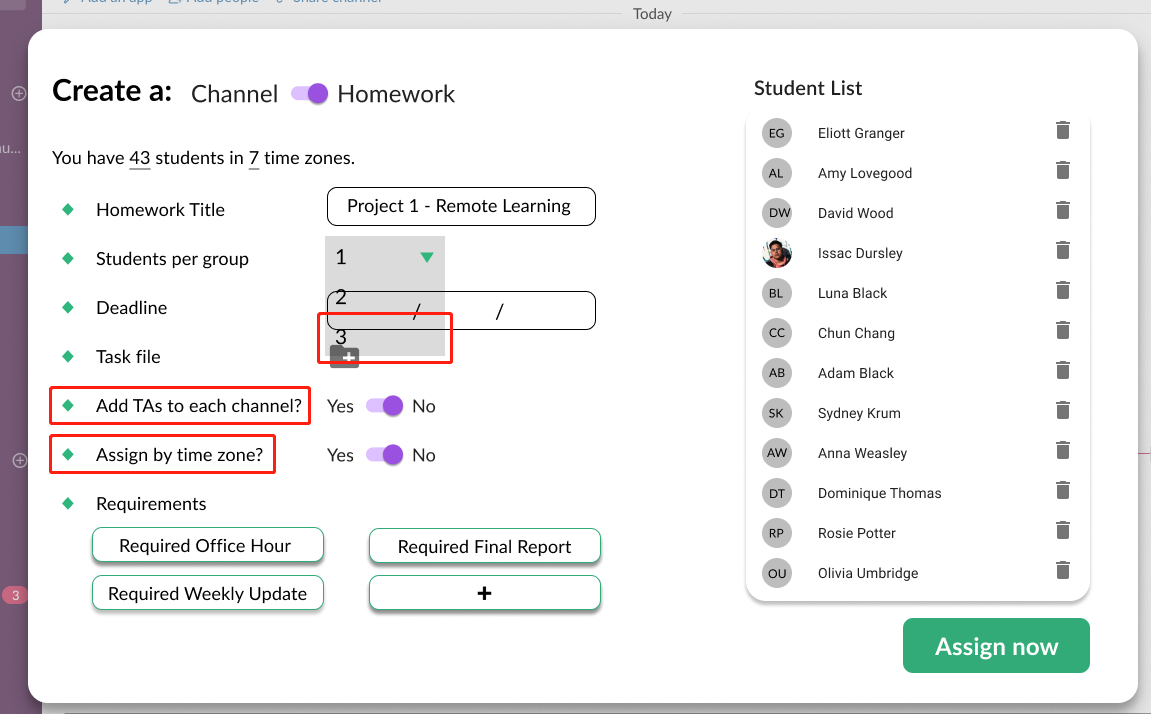 Add an app Add people Share channel
Today
Create a: Channel Homework
Student List
You have 43 students in 7 time zones.
Homework Title Project 1 - Remote Learning
Students per group 1
2
Deadline / /
3
Task file
Add TAs to each channel? Yes No
Assign by time zone? Yes No
Requirements
Required Office Hour Required Final Report
Required Weekly Update +
EG Eliott Granger
AL Amy Lovegood
DW David Wood
Issac Dursley
BL Luna Black
CC Chun Chang
AB Adam Black
SK Sydney Krum
AW Anna Weasley
DT Dominique Thomas
RP Rosie Potter
OU Olivia Umbridge
Assign now
3